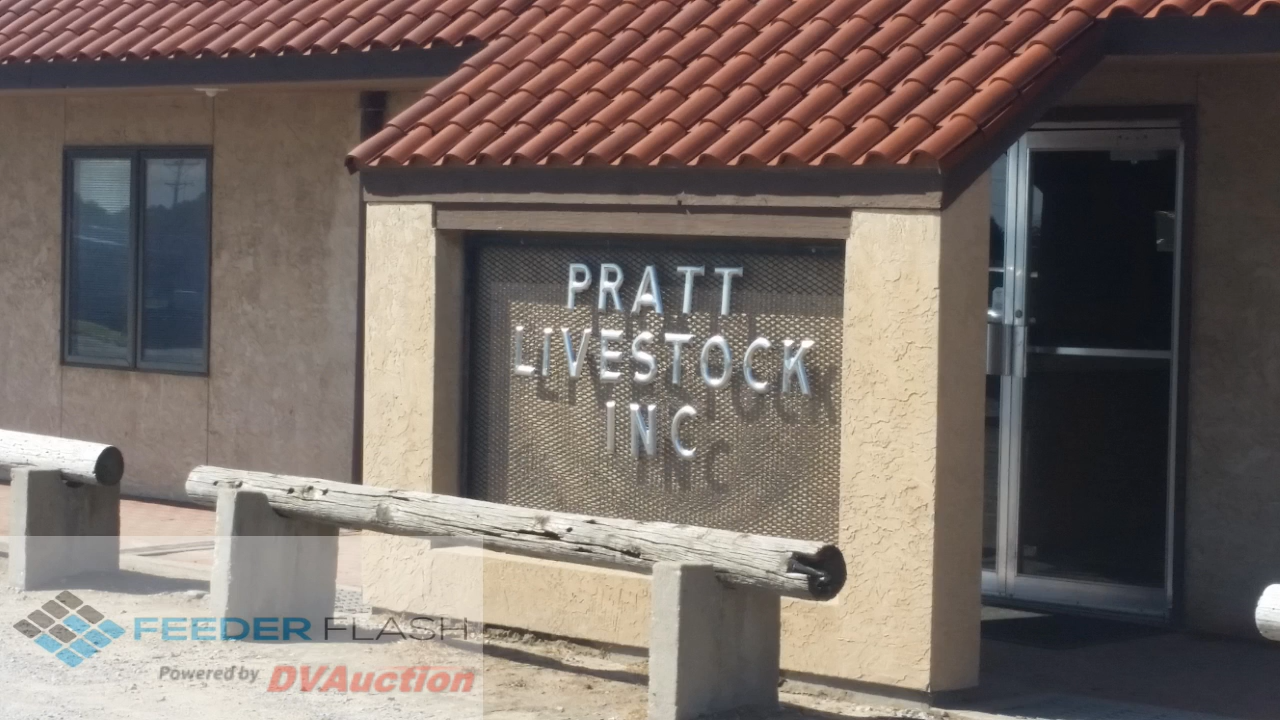 PRATT
LIVESTOCK
INC
FEEDER FLASH
Powered by DVAuction